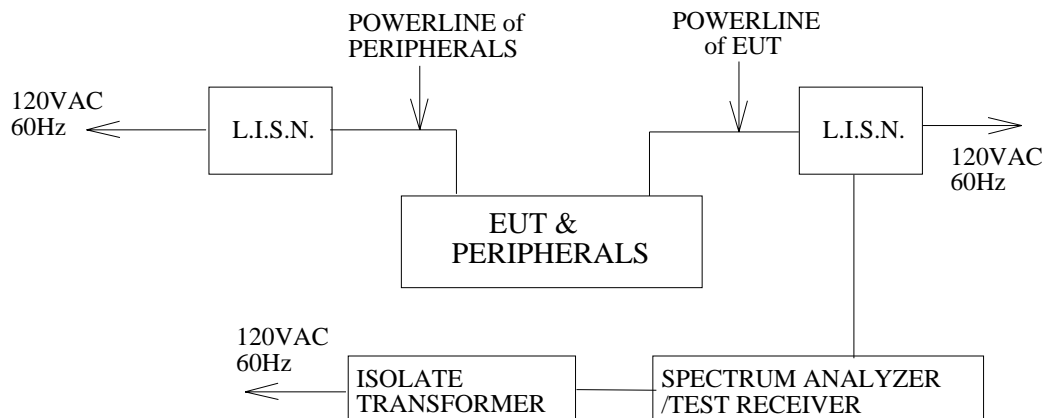 POWERLINE of
PERIPHERALS
POWERLINE
of EUT
120VAC
60Hz
L.I.S.N.
L.I.S.N.
120VAC
60Hz
EUT &
PERIPHERALS
120VAC
60Hz
ISOLATE
TRANSFORMER
SPECTRUM ANALYZER
/TEST RECEIVER